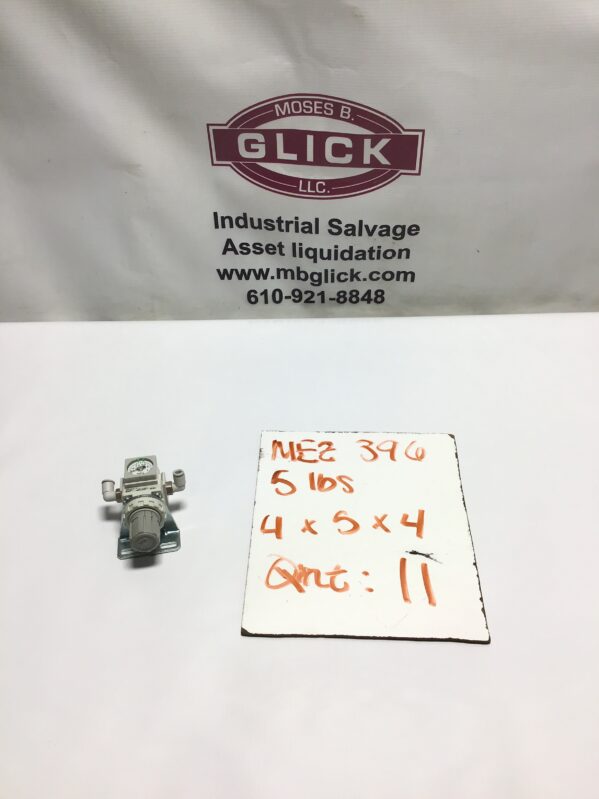 MOSES B.
GLICK
LLC.
Industrial Salvage
Asset liquidation
www.mbglick.com
610-921-8848
MEZ 396
5 lbs
4 x 5 x 4
Qnt: 11